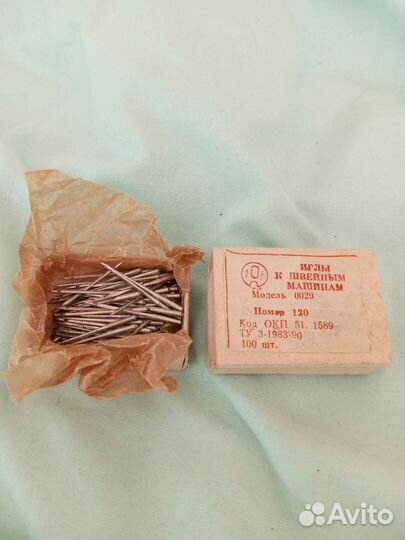 ИГЛЫ
К ШВЕЙНЫМ
МАШИНАМ
Модель 0029
Номер 120
Код ОКП 51. 1589
ТУ 3-1983-90
100 шт.
Avito